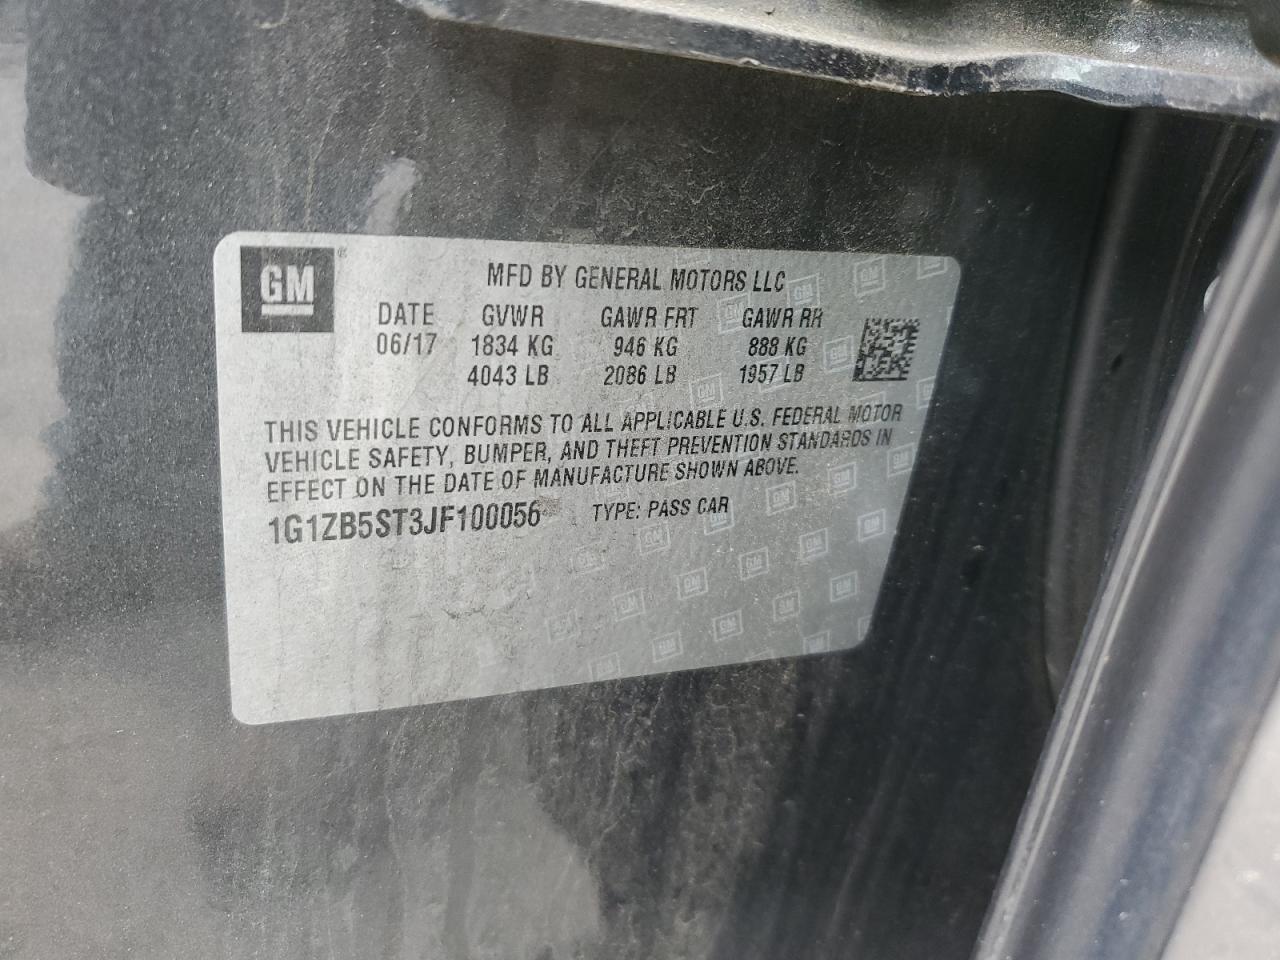 GM ®
MFD BY GENERAL MOTORS LLC
DATE GVWR GAWR FRT GAWR RR
06/17 1834 KG 946 KG 888 KG
4043 LB 2086 LB 1957 LB
THIS VEHICLE CONFORMS TO ALL APPLICABLE U.S. FEDERAL MOTOR
VEHICLE SAFETY, BUMPER, AND THEFT PREVENTION STANDARDS IN
EFFECT ON THE DATE OF MANUFACTURE SHOWN ABOVE.
1G1ZB5ST3JF100056 TYPE: PASS CAR